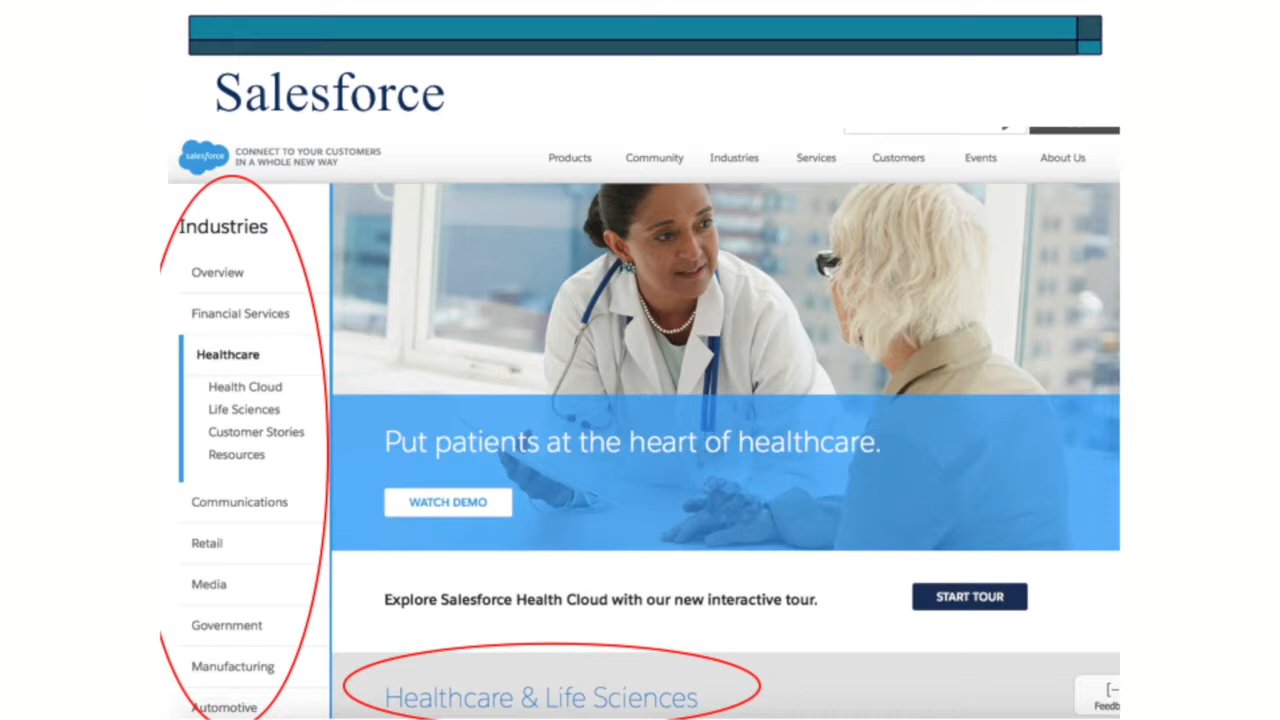 Salesforce
salesforce
CONNECT TO YOUR CUSTOMERS
IN A WHOLE NEW WAY
Products Community Industries Services Customers Events About Us
Industries
Overview
Financial Services
Healthcare
Health Cloud
Life Sciences
Customer Stories
Resources
Communications
Retail
Media
Government
Manufacturing
Automotive
Put patients at the heart of healthcare.
WATCH DEMO
Explore Salesforce Health Cloud with our new interactive tour.
START TOUR
Healthcare & Life Sciences
[-
Feedb